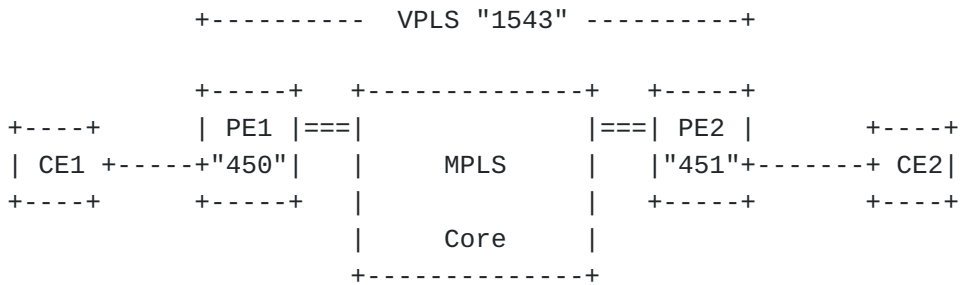 +---------- VPLS "1543" ----------+
+-----+ +--------------+ +-----+
+----+ | PE1 |===| |===| PE2 | +----+
| CE1 +-----+"450"| | MPLS | |"451"+-------+ CE2|
+----+ +-----+ | | +-----+ +----+
| Core |
+--------------+